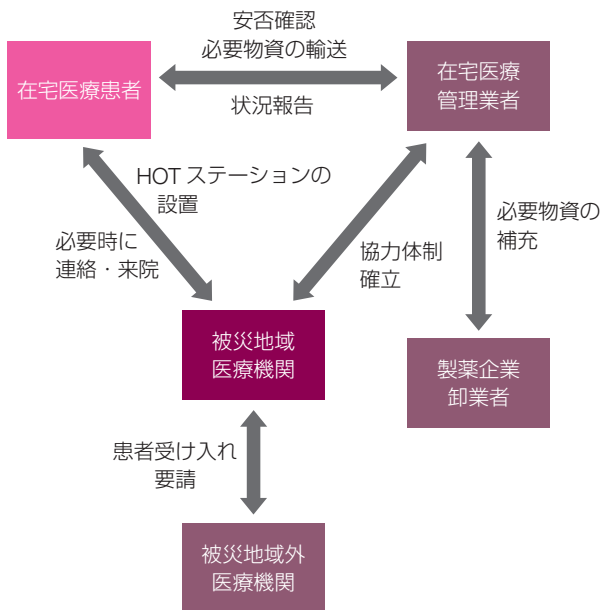 安否確認
必要物資の輸送
在宅医療患者
在宅医療
管理業者
状況報告
HOTステーションの
設置
必要時に
連絡・来院
協力体制
確立
必要物資の
補充
被災地域
医療機関
製薬企業
卸業者
患者受け入れ
要請
被災地域外
医療機関